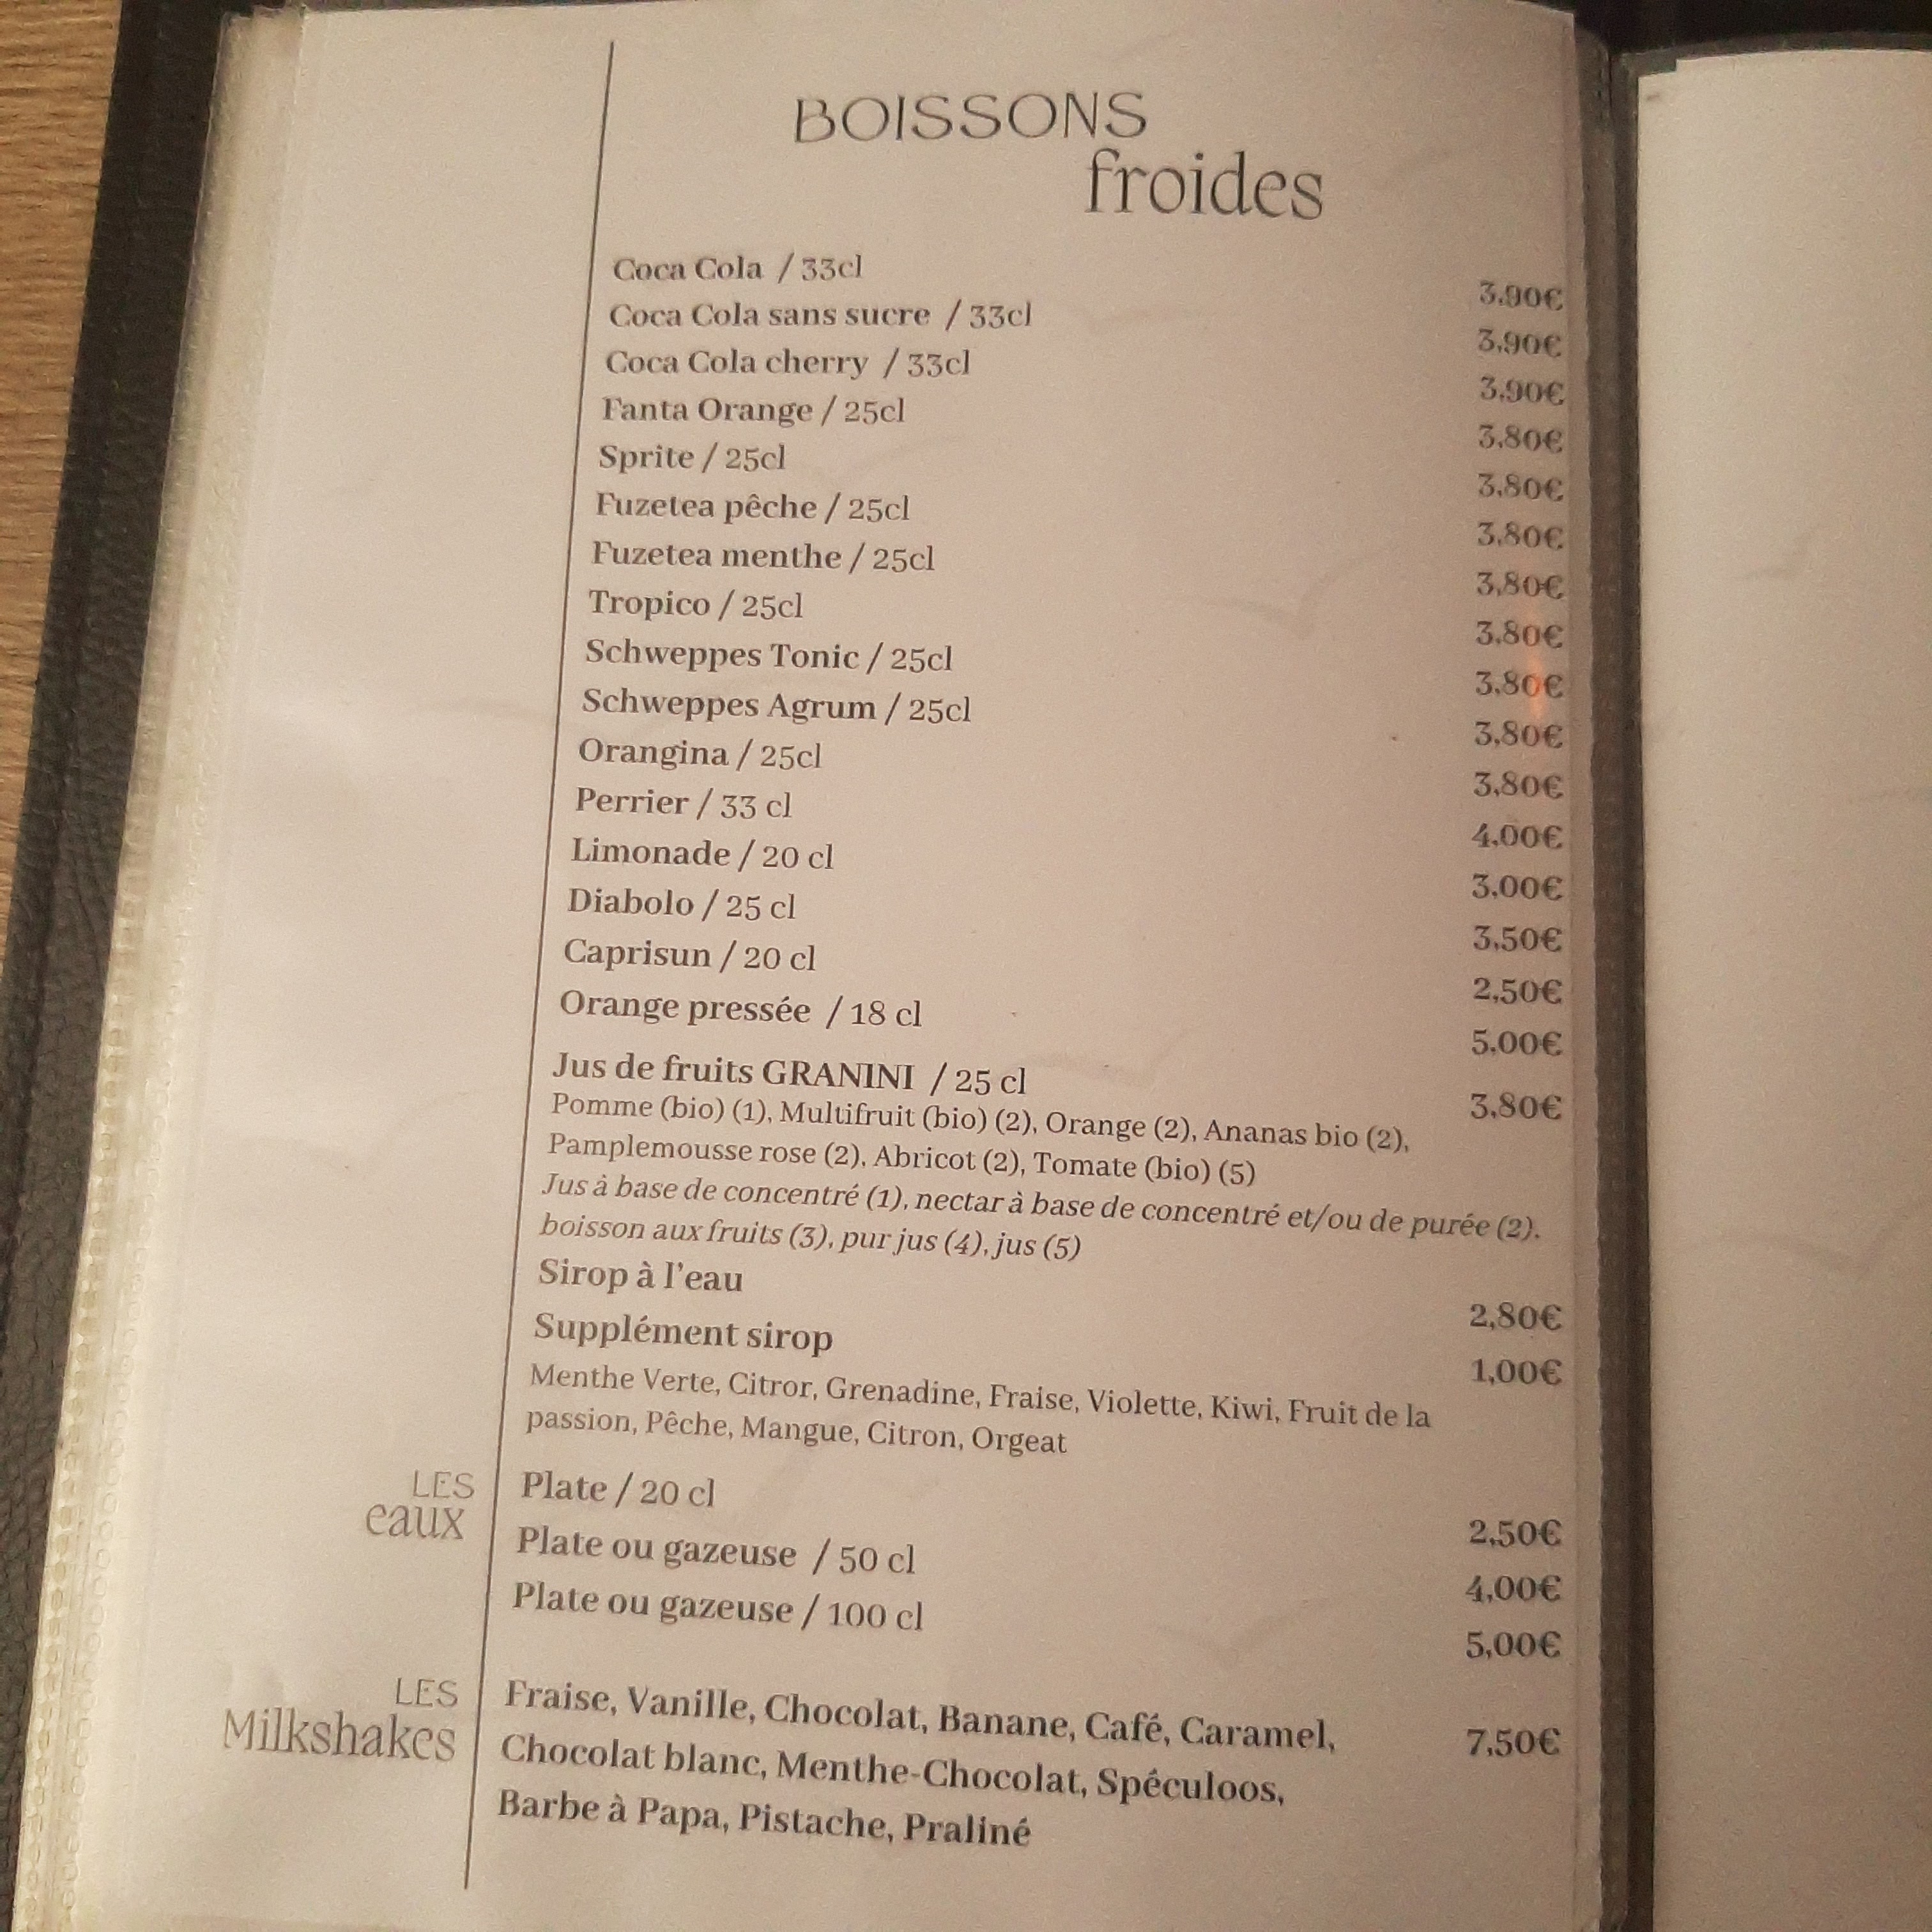 BOISSONS
froides
Coca Cola / 33cl 3,90€
Coca Cola sans sucre / 33cl 3,90€
Coca Cola cherry / 33cl 3,90€
Fanta Orange / 25cl 3,80€
Sprite / 25cl 3,80€
Fuzetea pêche / 25cl 3,80€
Fuzetea menthe / 25cl 3,80€
Tropico / 25cl 3,80€
Schweppes Tonic / 25cl 3,80€
Schweppes Agrum / 25cl 3,80€
Orangina / 25cl 3,80€
Perrier / 33 cl 4,00€
Limonade / 20 cl 3,00€
Diabolo / 25 cl 3,50€
Caprisun / 20 cl 2,50€
Orange pressée / 18 cl 5,00€
Jus de fruits GRANINI / 25 cl 3,80€
Pomme (bio) (1), Multifruit (bio) (2), Orange (2), Ananas bio (2),
Pamplemousse rose (2), Abricot (2), Tomate (bio) (5)
Jus à base de concentré (1), nectar à base de concentré et/ou de purée (2).
boisson aux fruits (3), pur jus (4), jus (5)
Sirop à l'eau 2,80€
Supplément sirop 1,00€
Menthe Verte, Citror, Grenadine, Fraise, Violette, Kiwi, Fruit de la
passion, Pêche, Mangue, Citron, Orgeat
LES
eaux
Plate / 20 cl 2,50€
Plate ou gazeuse / 50 cl 4,00€
Plate ou gazeuse / 100 cl 5,00€
LES
Milkshakes
Fraise, Vanille, Chocolat, Banane, Café, Caramel, 7,50€
Chocolat blanc, Menthe-Chocolat, Spéculoos,
Barbe à Papa, Pistache, Praliné